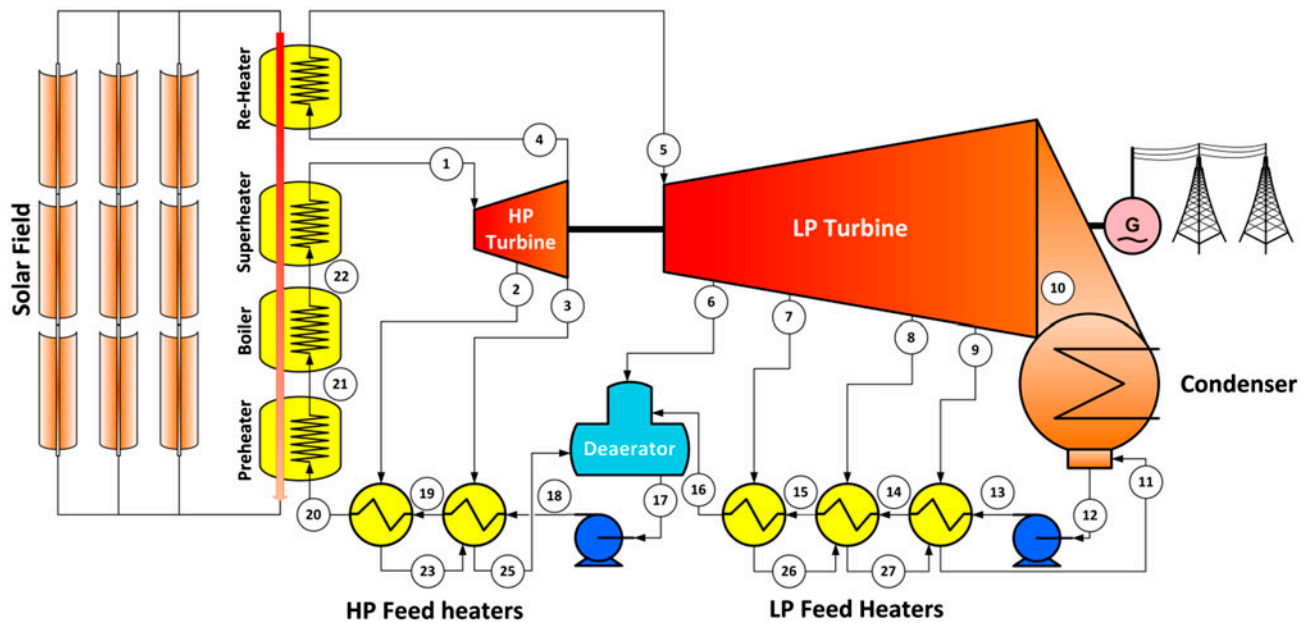 Solar Field
Re-Heater
Superheater
Boiler
Preheater
4
1
5
22
21
HP
Turbine
LP Turbine
G
2
3
6
7
8
9
10
Condenser
Deaerator
20
19
18
17
16
15
14
13
12
11
23
25
26
27
HP Feed heaters
LP Feed Heaters